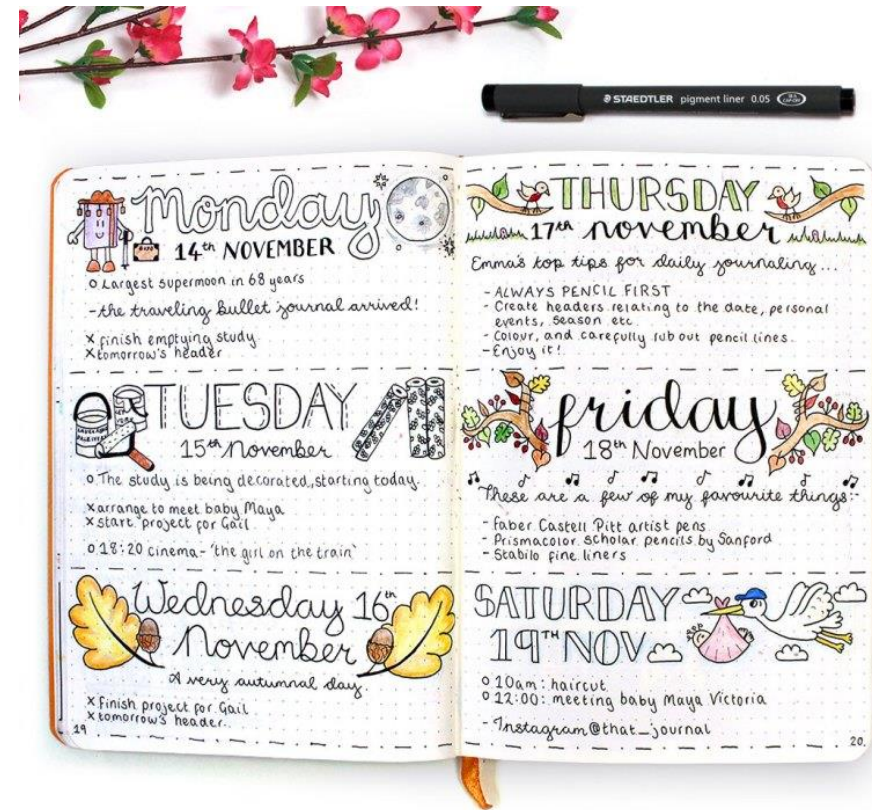 STAEDTLER pigment liner 0.05
Monday
14th NOVEMBER
o Largest supermoon in 68 years
- the traveling bullet journal arrived!
x finish emptying study
x tomorrow's header
TUESDAY
15th November
o The study is being decorated, starting today.
x arrange to meet baby Maya
x start project for Gail
o 18:20 cinema - 'the girl on the train'
Wednesday 16th
November
A very autumnal day.
x finish project for Gail
x tomorrow's header.
19
THURSDAY
17th november
Emma's top tips for daily journaling...
- ALWAYS PENCIL FIRST
- Create headers relating to the date, personal
events, season etc
- Colour, and carefully rub out pencil lines.
- Enjoy it!
friday
18th November
These are a few of my favourite things:-
- Faber Castell Pitt artist pens
- Prismacolor scholar pencils by Sanford
- Stabilo fine liners
SATURDAY
19TH NOV
o 10am: haircut
o 12:00: meeting baby Maya Victoria
- Instagram @that_journal
20.